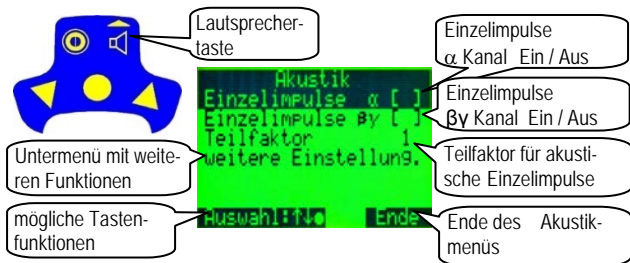 Lautsprecher-
taste
Einzelimpulse
α Kanal Ein / Aus
Einzelimpulse
βγ Kanal Ein / Aus
Akustik
Einzelimpulse α [ ]
Einzelimpulse βγ [ ]
Teilfaktor 1
weitere Einstellung.
Auswahl:↑↓● Ende
Untermenü mit weite-
ren Funktionen
Teilfaktor für akusti-
sche Einzelimpulse
mögliche Tasten-
funktionen
Ende des Akustik-
menüs